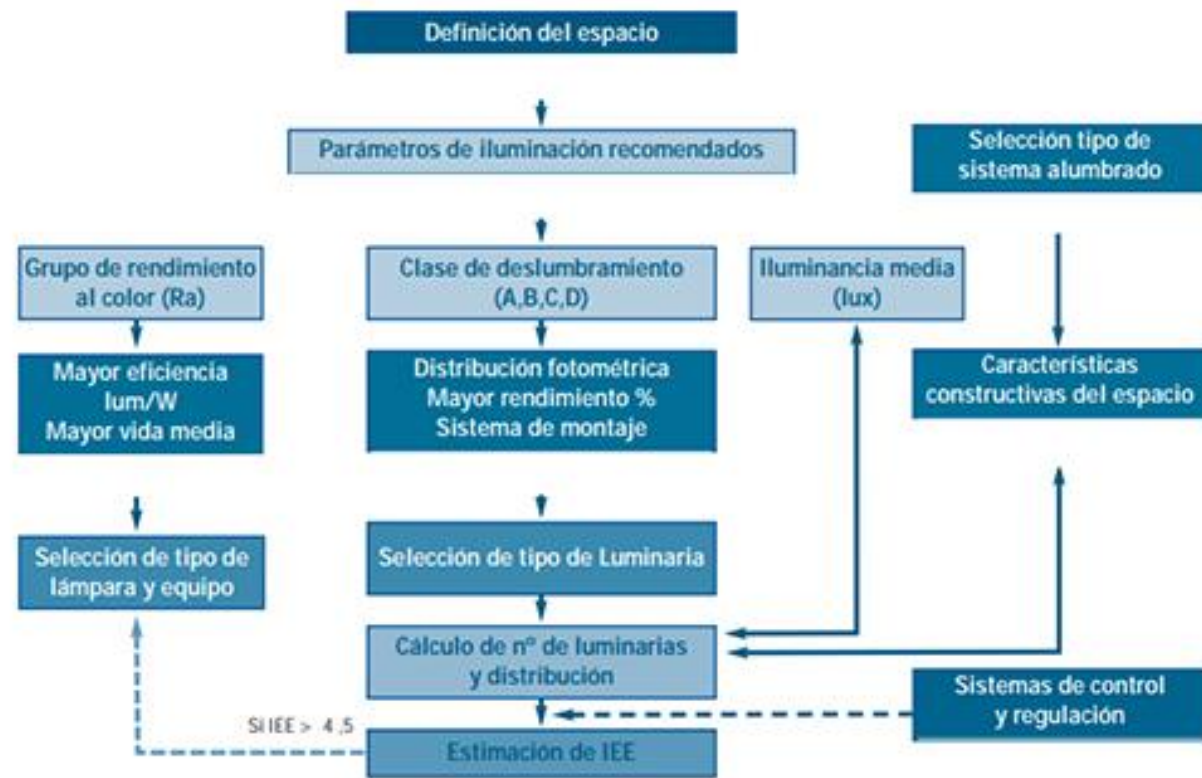 Definición del espacio
Parámetros de iluminación recomendados
Selección tipo de
sistema alumbrado
Grupo de rendimiento
al color (Ra)
Clase de deslumbramiento
(A,B,C,D)
Iluminancia media
(lux)
Mayor eficiencia
lum/W
Mayor vida media
Distribución fotométrica
Mayor rendimiento %
Sistema de montaje
Características
constructivas del espacio
Selección de tipo de
lámpara y equipo
Selección de tipo de Luminaria
Cálculo de nº de luminarias
y distribución
Sistemas de control
y regulación
Si IEE > 4,5
Estimación de IEE